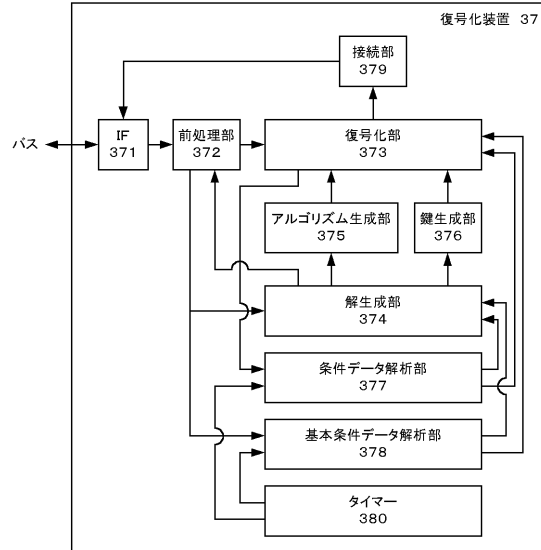 復号化装置 37
接続部
379
バス
IF
371
前処理部
372
復号化部
373
アルゴリズム生成部
375
鍵生成部
376
解生成部
374
条件データ解析部
377
基本条件データ解析部
378
タイマー
380